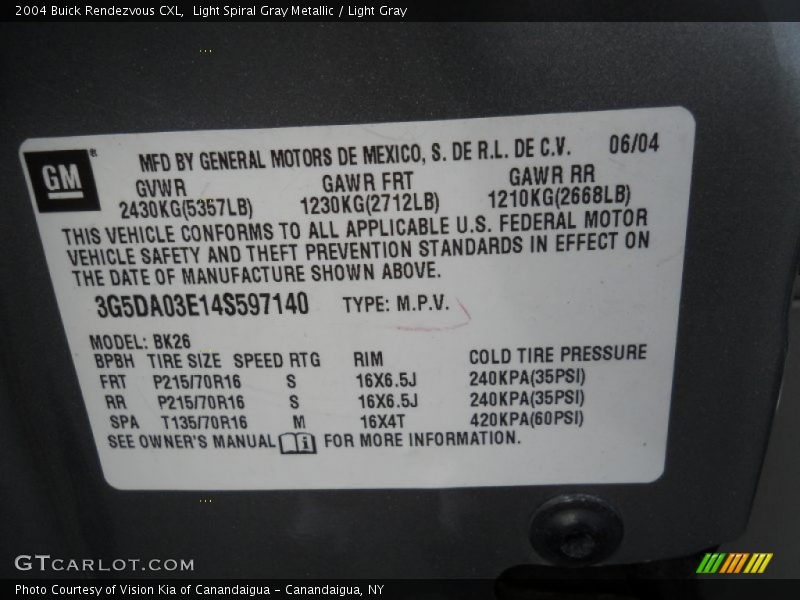 2004 Buick Rendezvous CXL,  Light Spiral Gray Metallic / Light Gray
GM®
MFD BY GENERAL MOTORS DE MEXICO, S. DE R.L. DE C.V. 06/04
GVWR GAWR FRT GAWR RR
2430KG(5357LB) 1230KG(2712LB) 1210KG(2668LB)
THIS VEHICLE CONFORMS TO ALL APPLICABLE U.S. FEDERAL MOTOR
VEHICLE SAFETY AND THEFT PREVENTION STANDARDS IN EFFECT ON
THE DATE OF MANUFACTURE SHOWN ABOVE.
3G5DA03E14S597140 TYPE: M.P.V.
MODEL: BK26
BPBH TIRE SIZE SPEED RTG RIM COLD TIRE PRESSURE
FRT P215/70R16 S 16X6.5J 240KPA(35PSI)
RR P215/70R16 S 16X6.5J 240KPA(35PSI)
SPA T135/70R16 M 16X4T 420KPA(60PSI)
SEE OWNER'S MANUAL i FOR MORE INFORMATION.
GTCARLOT.COM
Photo Courtesy of Vision Kia of Canandaigua - Canandaigua, NY